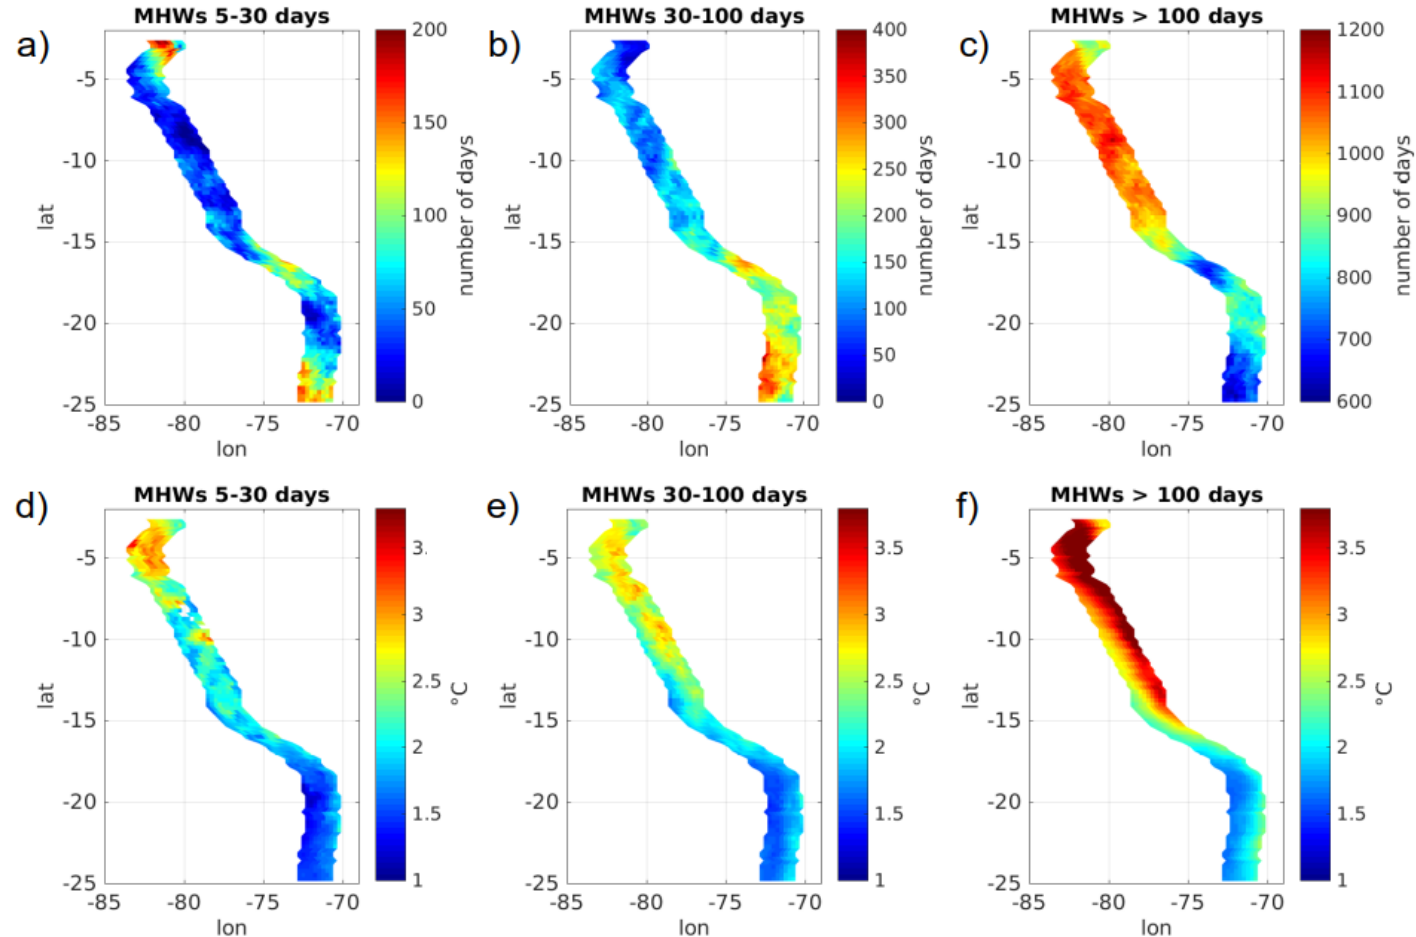 a)
MHWs 5-30 days
-5
-10
-15
-20
-25
lat
-85 -80 -75 -70
lon
200
150
100
50
0
number of days
b)
MHWs 30-100 days
-5
-10
-15
-20
-25
lat
-85 -80 -75 -70
lon
400
350
300
250
200
150
100
50
0
number of days
c)
MHWs > 100 days
-5
-10
-15
-20
-25
lat
-85 -80 -75 -70
lon
1200
1100
1000
900
800
700
600
number of days
d)
MHWs 5-30 days
-5
-10
-15
-20
-25
lat
-85 -80 -75 -70
lon
3.
3
2.5
2
1.5
1
°C
e)
MHWs 30-100 days
-5
-10
-15
-20
-25
lat
-85 -80 -75 -70
lon
3.5
3
2.5
2
1.5
1
°C
f)
MHWs > 100 days
-5
-10
-15
-20
-25
lat
-85 -80 -75 -70
lon
3.5
3
2.5
2
1.5
1
°C